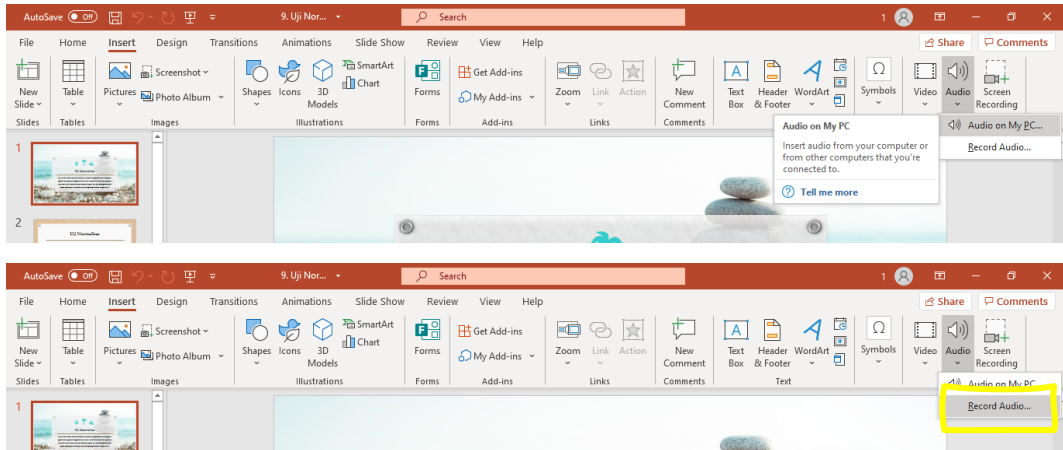 AutoSave Off 9. Uji Nor... Search 1
File Home Insert Design Transitions Animations Slide Show Review View Help Share Comments
New Slide Table Pictures Screenshot Photo Album Shapes Icons 3D Models SmartArt Chart Forms Get Add-ins My Add-ins Zoom Link Action New Comment Text Box Header & Footer WordArt Symbols Video Audio Screen Recording
Slides Tables Images Illustrations Forms Add-ins Links Comments
Audio on My PC
Insert audio from your computer or
from other computers that you're
connected to.
Tell me more
Audio on My PC...
Record Audio...
1
2
Uji Normalitas
AutoSave Off 9. Uji Nor... Search 1
File Home Insert Design Transitions Animations Slide Show Review View Help Share Comments
New Slide Table Pictures Screenshot Photo Album Shapes Icons 3D Models SmartArt Chart Forms Get Add-ins My Add-ins Zoom Link Action New Comment Text Box Header & Footer WordArt Symbols Video Audio Screen Recording
Slides Tables Images Illustrations Forms Add-ins Links Comments Text
Audio on My PC
Record Audio...
1